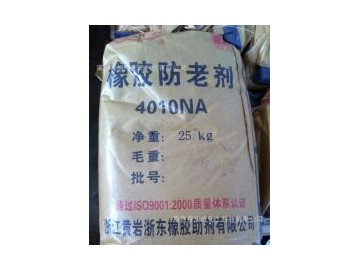 橡胶防老剂
4010NA
净重: 25 kg
毛重:
批号:
通过ISO9001:2000质量体系认证
浙江黄岩浙东橡胶助剂有限公司